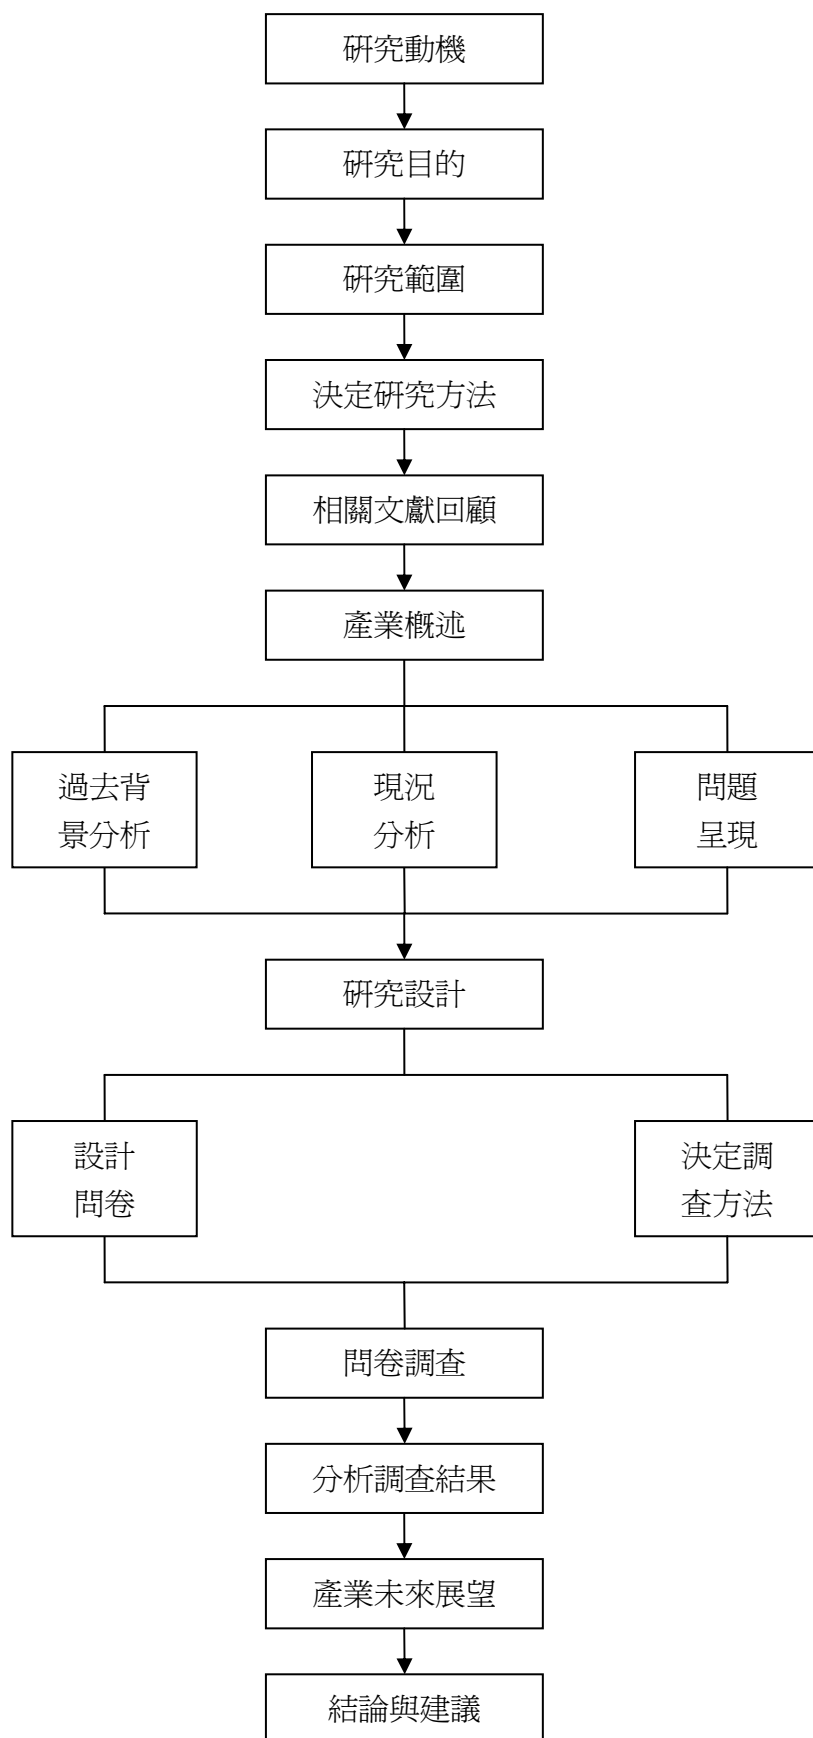 研究動機
研究目的
研究範圍
決定研究方法
相關文獻回顧
產業概述
過去背
景分析
現況
分析
問題
呈現
研究設計
設計
問卷
決定調
查方法
問卷調查
分析調查結果
產業未來展望
結論與建議